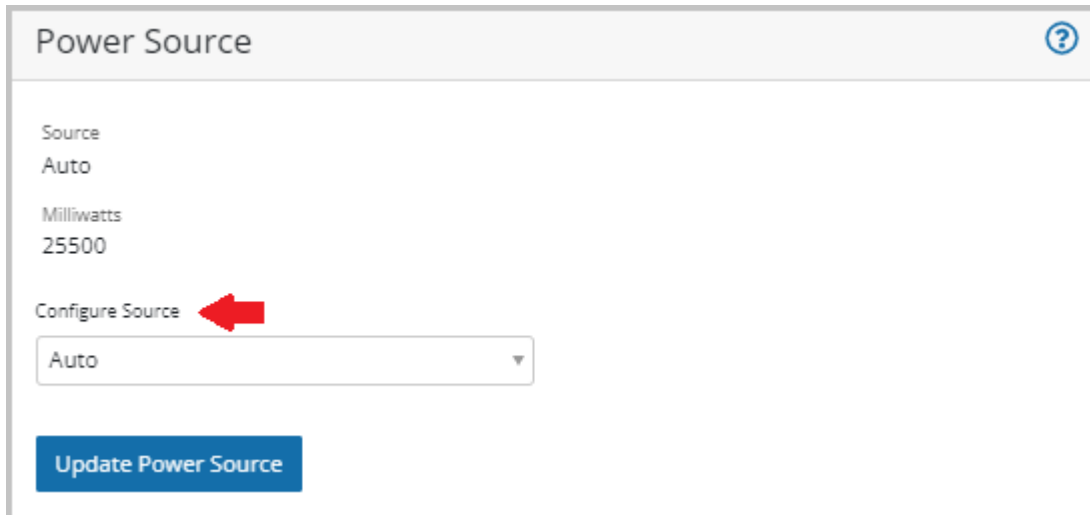 Power Source
Source
Auto
Milliwatts
25500
Configure Source
Auto
Update Power Source